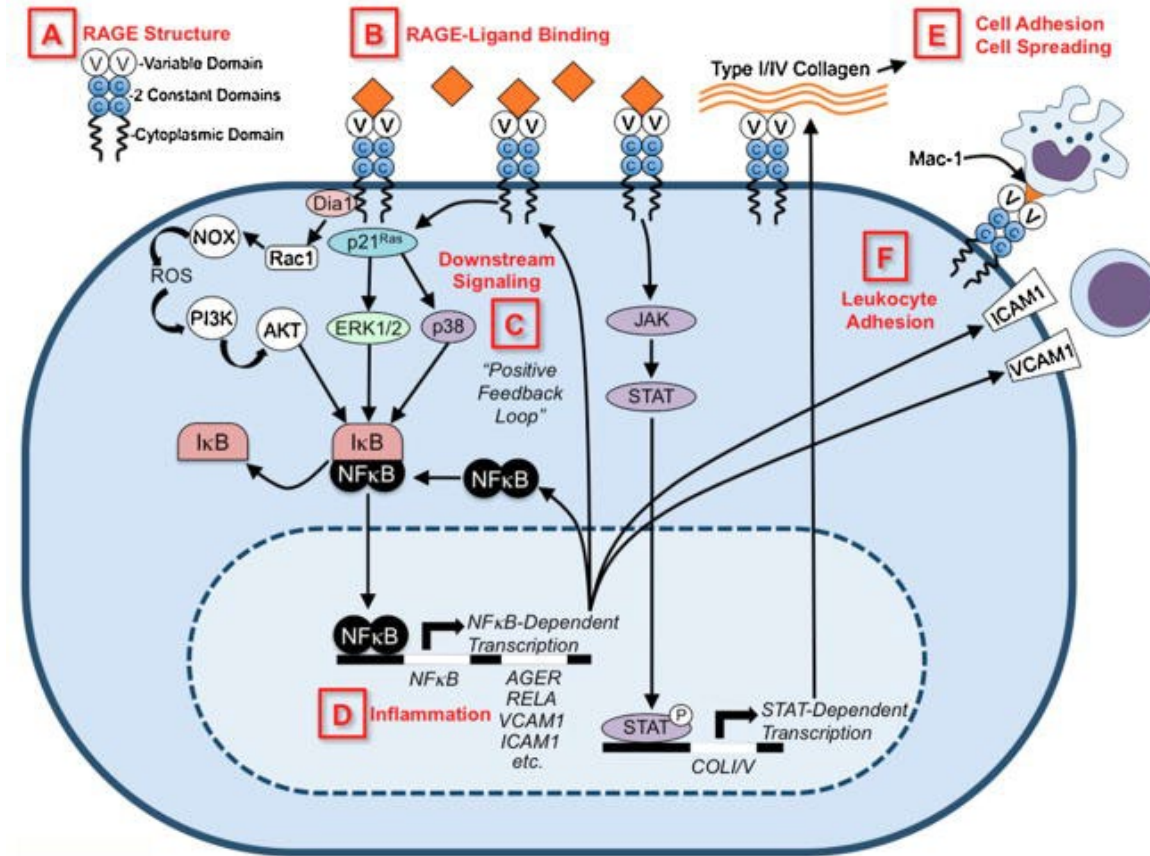 A
RAGE Structure
V V
-Variable Domain
C C
C C
-2 Constant Domains
-Cytoplasmic Domain
B
RAGE-Ligand Binding
V V
C C
C C
V V
C C
C C
V V
C C
C C
Type I/IV Collagen
V V
C C
C C
E
Cell Adhesion
Cell Spreading
Mac-1
V V
C C
C C
Dia1
p21Ras
NOX
Rac1
ROS
PI3K
AKT
ERK1/2
p38
Downstream
Signaling
C
"Positive
Feedback
Loop"
JAK
STAT
F
Leukocyte
Adhesion
ICAM1
VCAM1
IκB
IκB
NFκB
NFκB
NFκB
NFκB-Dependent
Transcription
NFκB
AGER
RELA
VCAM1
ICAM1
etc.
D
Inflammation
STAT
P
STAT-Dependent
Transcription
COLI/V